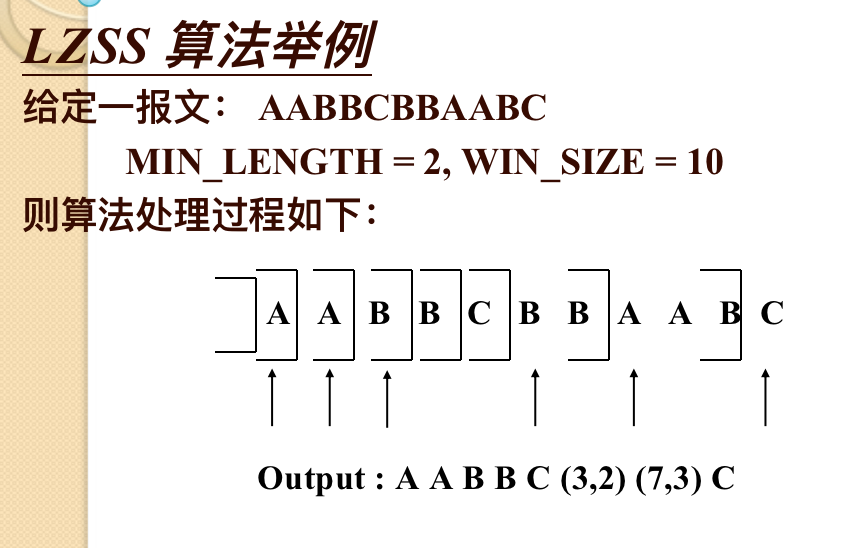 LZSS 算法举例
给定一报文： AABBCBBAABC
MIN_LENGTH = 2, WIN_SIZE = 10
则算法处理过程如下：
A A B B C B B A A B C
Output : A A B B C (3,2) (7,3) C